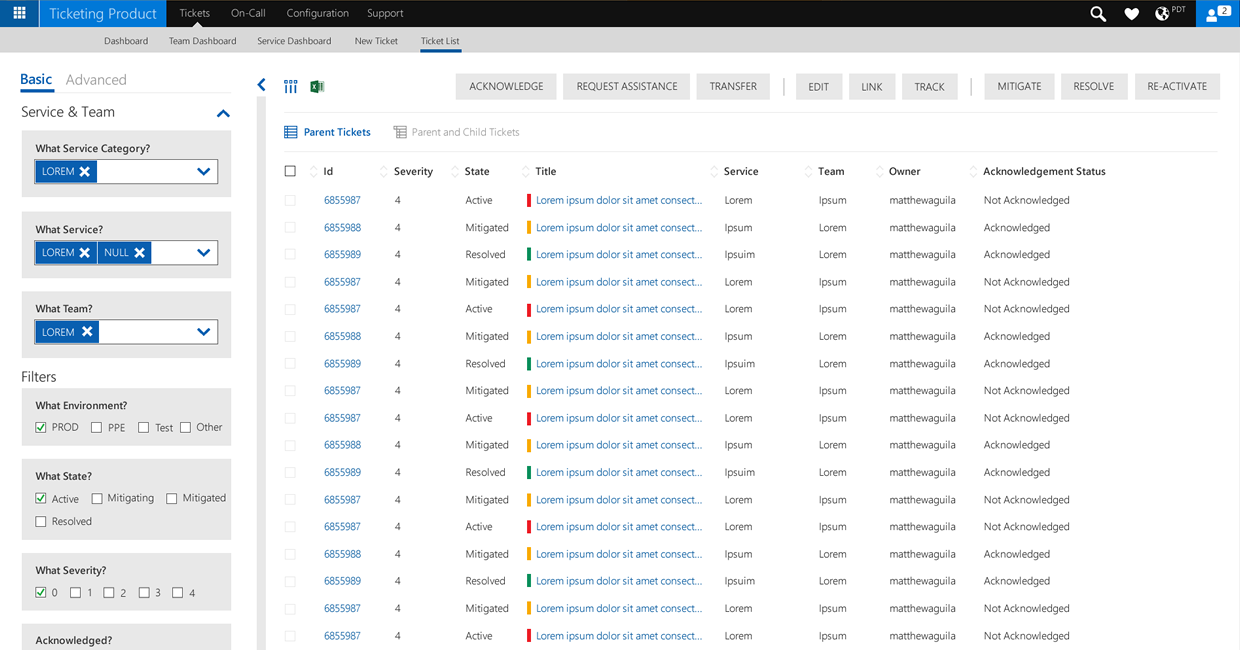 Ticketing Product Tickets On-Call Configuration Support PDT 2
Dashboard Team Dashboard Service Dashboard New Ticket Ticket List
Basic Advanced
Service & Team
What Service Category?
LOREM
What Service?
LOREM NULL
What Team?
LOREM
Filters
What Environment?
PROD PPE Test Other
What State?
Active Mitigating Mitigated
Resolved
What Severity?
0 1 2 3 4
Acknowledged?
ACKNOWLEDGE REQUEST ASSISTANCE TRANSFER EDIT LINK TRACK MITIGATE RESOLVE RE-ACTIVATE
Parent Tickets Parent and Child Tickets
Id Severity State Title Service Team Owner Acknowledgement Status
6855987 4 Active Lorem ipsum dolor sit amet consect... Lorem Ipsum matthewaguila Not Acknowledged
6855988 4 Mitigated Lorem ipsum dolor sit amet consect... Ipsum Lorem matthewaguila Acknowledged
6855989 4 Resolved Lorem ipsum dolor sit amet consect... Ipsuim Lorem matthewaguila Acknowledged
6855987 4 Mitigated Lorem ipsum dolor sit amet consect... Lorem Ipsum matthewaguila Not Acknowledged
6855987 4 Active Lorem ipsum dolor sit amet consect... Lorem Ipsum matthewaguila Not Acknowledged
6855988 4 Mitigated Lorem ipsum dolor sit amet consect... Ipsum Lorem matthewaguila Acknowledged
6855989 4 Resolved Lorem ipsum dolor sit amet consect... Ipsuim Lorem matthewaguila Acknowledged
6855987 4 Mitigated Lorem ipsum dolor sit amet consect... Lorem Ipsum matthewaguila Not Acknowledged
6855987 4 Active Lorem ipsum dolor sit amet consect... Lorem Ipsum matthewaguila Not Acknowledged
6855988 4 Mitigated Lorem ipsum dolor sit amet consect... Ipsum Lorem matthewaguila Acknowledged
6855989 4 Resolved Lorem ipsum dolor sit amet consect... Ipsuim Lorem matthewaguila Acknowledged
6855987 4 Mitigated Lorem ipsum dolor sit amet consect... Lorem Ipsum matthewaguila Not Acknowledged
6855987 4 Active Lorem ipsum dolor sit amet consect... Lorem Ipsum matthewaguila Not Acknowledged
6855988 4 Mitigated Lorem ipsum dolor sit amet consect... Ipsum Lorem matthewaguila Acknowledged
6855989 4 Resolved Lorem ipsum dolor sit amet consect... Ipsuim Lorem matthewaguila Acknowledged
6855987 4 Mitigated Lorem ipsum dolor sit amet consect... Lorem Ipsum matthewaguila Not Acknowledged
6855987 4 Active Lorem ipsum dolor sit amet consect... Lorem Ipsum matthewaguila Not Acknowledged